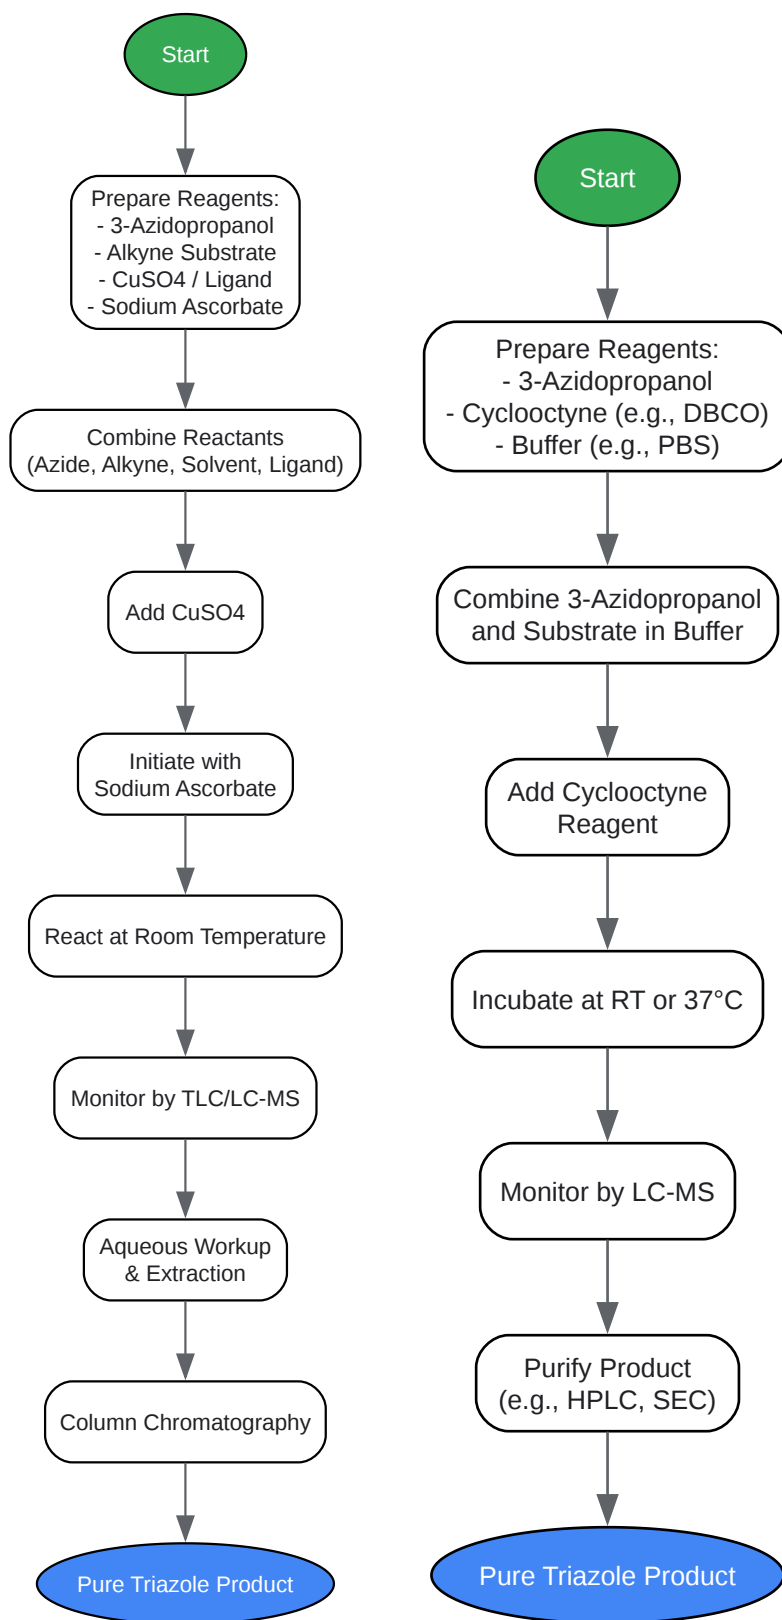 Start
Prepare Reagents:
- 3-Azidopropanol
- Alkyne Substrate
- CuSO4 / Ligand
- Sodium Ascorbate
Combine Reactants
(Azide, Alkyne, Solvent, Ligand)
Add CuSO4
Initiate with
Sodium Ascorbate
React at Room Temperature
Monitor by TLC/LC-MS
Aqueous Workup
& Extraction
Column Chromatography
Pure Triazole Product
Start
Prepare Reagents:
- 3-Azidopropanol
- Cyclooctyne (e.g., DBCO)
- Buffer (e.g., PBS)
Combine 3-Azidopropanol
and Substrate in Buffer
Add Cyclooctyne
Reagent
Incubate at RT or 37°C
Monitor by LC-MS
Purify Product
(e.g., HPLC, SEC)
Pure Triazole Product